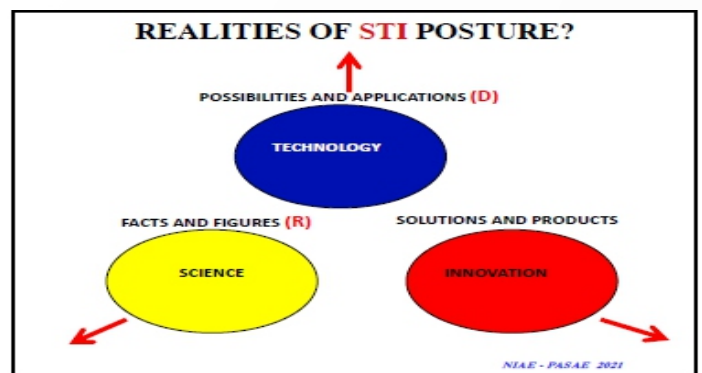 REALITIES OF STI POSTURE?
POSSIBILITIES AND APPLICATIONS (D)
TECHNOLOGY
FACTS AND FIGURES (R)
SCIENCE
SOLUTIONS AND PRODUCTS
INNOVATION
NIAE - PASAE 2021